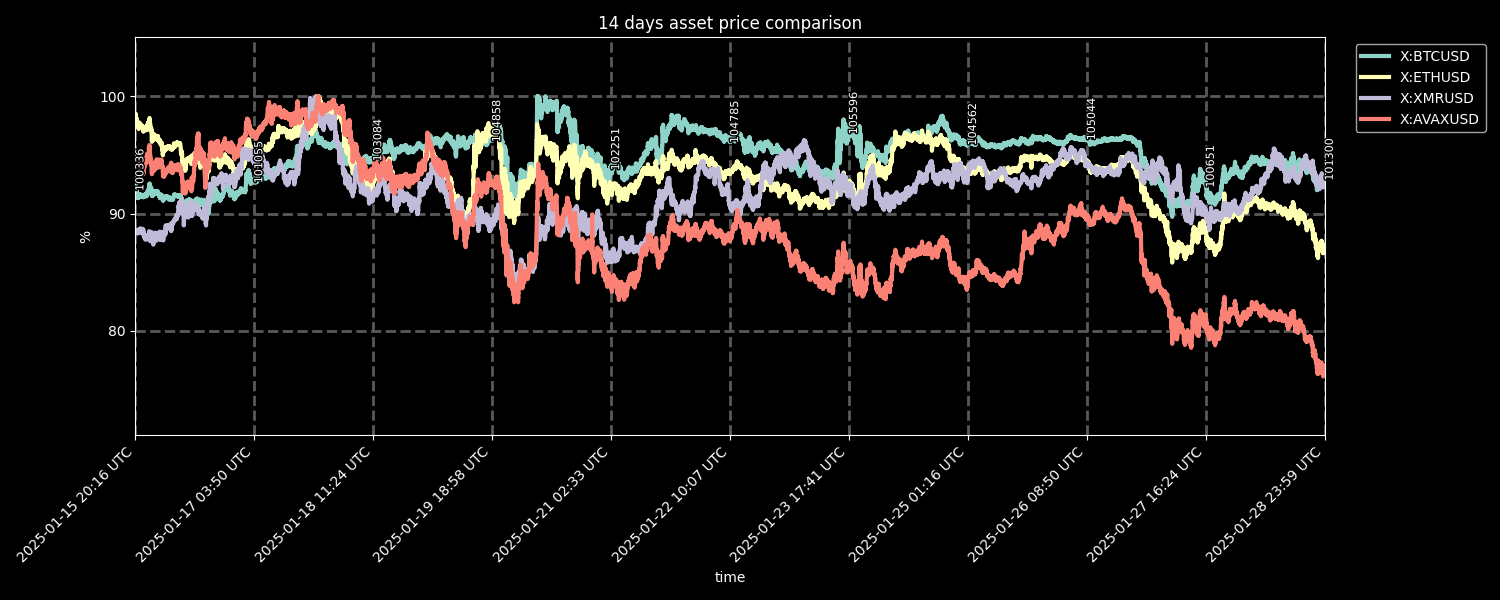 14 days asset price comparison
X:BTCUSD
X:ETHUSD
X:XMRUSD
X:AVAXUSD
100
90
80
%
100336
101055
103084
104858
102251
104785
105596
104562
105044
100651
101300
2025-01-15 20:16 UTC
2025-01-17 03:50 UTC
2025-01-18 11:24 UTC
2025-01-19 18:58 UTC
2025-01-21 02:33 UTC
2025-01-22 10:07 UTC
2025-01-23 17:41 UTC
2025-01-25 01:16 UTC
2025-01-26 08:50 UTC
2025-01-27 16:24 UTC
2025-01-28 23:59 UTC
time